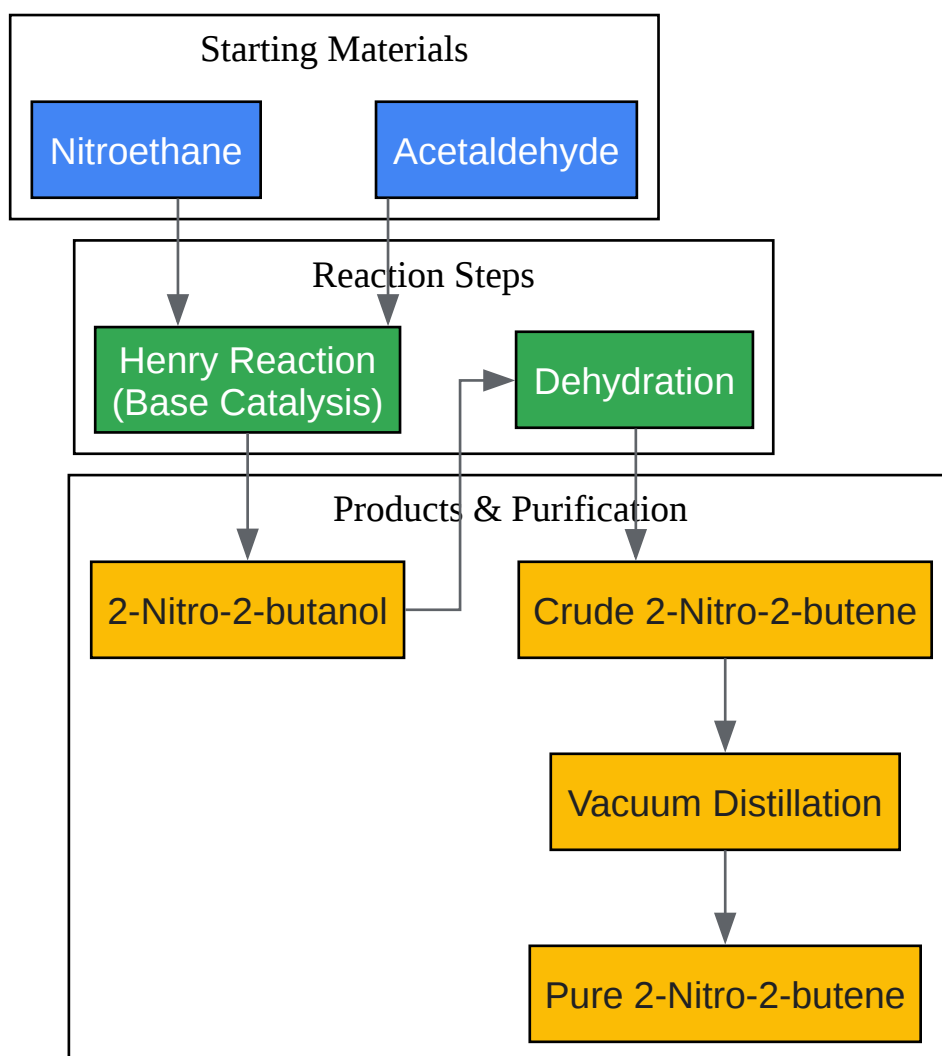 Starting Materials
Nitroethane
Acetaldehyde
Reaction Steps
Henry Reaction
(Base Catalysis)
Dehydration
Products & Purification
2-Nitro-2-butanol
Crude 2-Nitro-2-butene
Vacuum Distillation
Pure 2-Nitro-2-butene